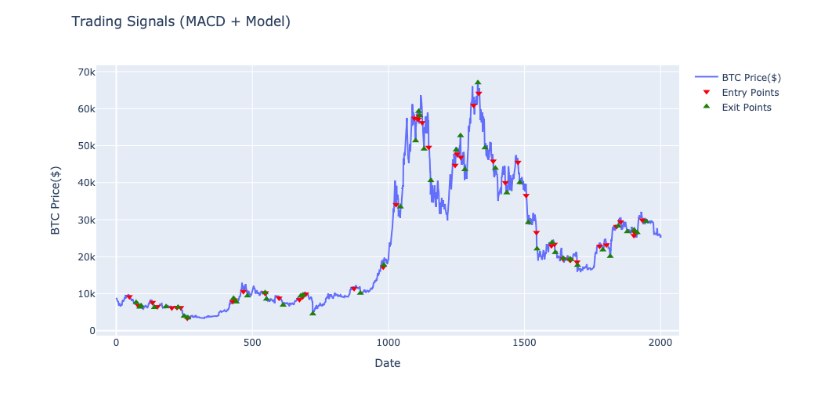 Trading Signals (MACD + Model)
70k
60k
50k
40k
30k
20k
10k
0
BTC Price($)
0
500
1000
1500
2000
Date
BTC Price($)
Entry Points
Exit Points